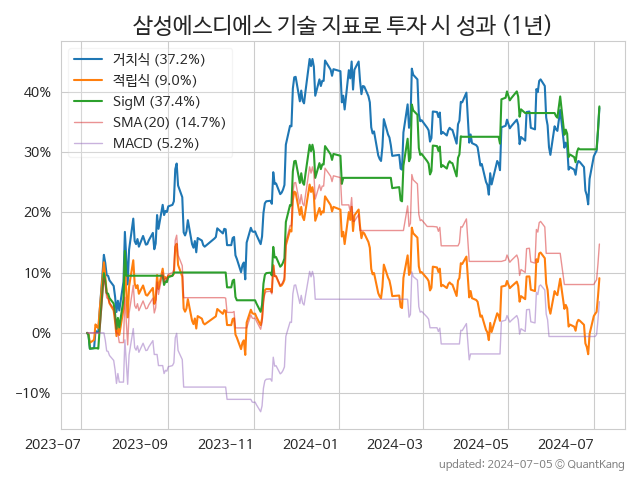 삼성에스디에스 기술 지표로 투자 시 성과 (1년)
거치식 (37.2%)
적립식 (9.0%)
SigM (37.4%)
SMA(20) (14.7%)
MACD (5.2%)
40%
30%
20%
10%
0%
−10%
2023-07 2023-09 2023-11 2024-01 2024-03 2024-05 2024-07
updated: 2024-07-05 © QuantKang